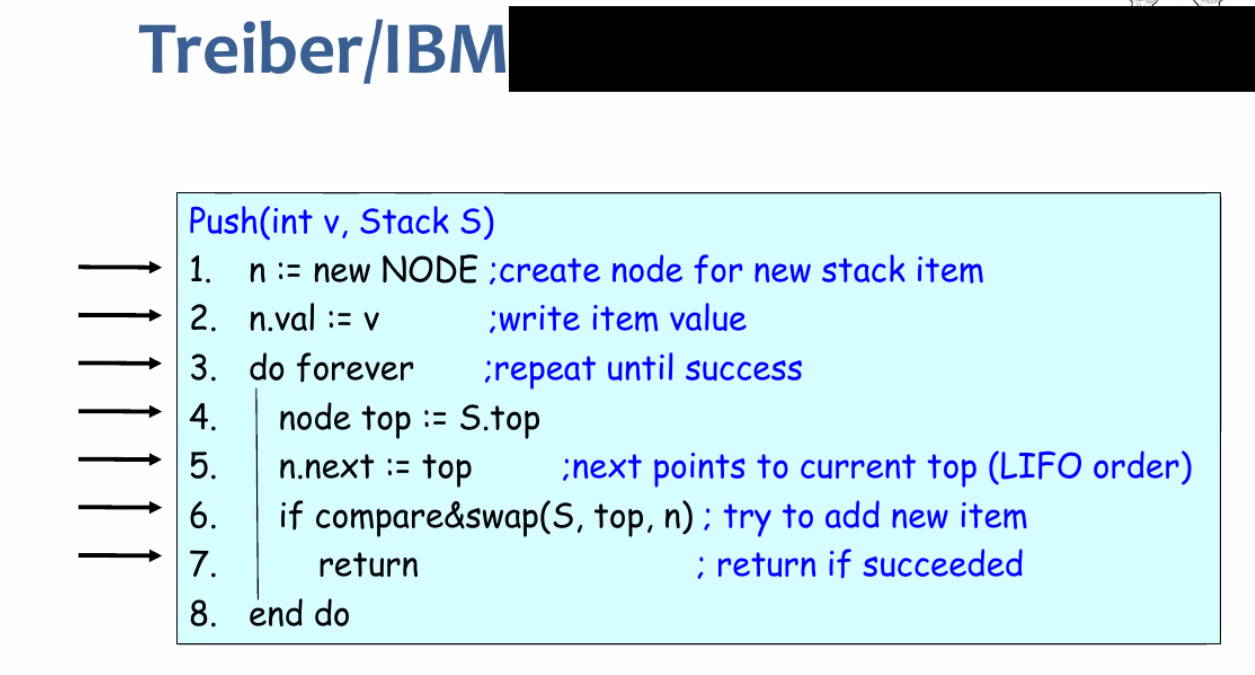 Treiber/IBM
Push(int v, Stack S)
1. n := new NODE ;create node for new stack item
2. n.val := v ;write item value
3. do forever ;repeat until success
4. node top := S.top
5. n.next := top ;next points to current top (LIFO order)
6. if compare&swap(S, top, n) ; try to add new item
7. return ; return if succeeded
8. end do